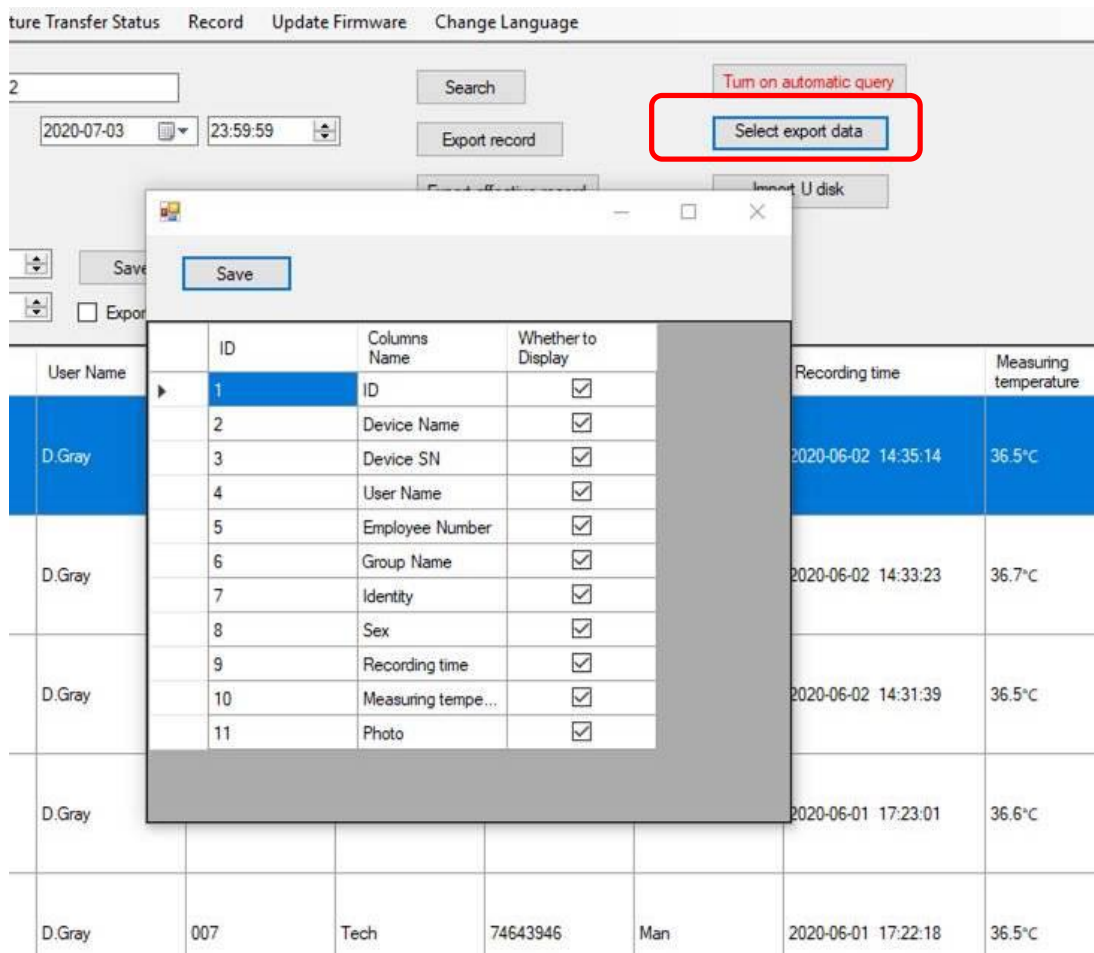 ture Transfer Status Record Update Firmware Change Language
2 Search Turn on automatic query
2020-07-03 23:59:59 Export record Select export data
Export effective record Import U disk
Save Save
Expor
ID Columns Name Whether to Display
User Name Recording time Measuring temperature
1 ID
2 Device Name
D.Gray 3 Device SN 2020-06-02 14:35:14 36.5°C
4 User Name
5 Employee Number
D.Gray 6 Group Name 2020-06-02 14:33:23 36.7°C
7 Identity
8 Sex
9 Recording time
D.Gray 10 Measuring tempe... 2020-06-02 14:31:39 36.5°C
11 Photo
D.Gray 2020-06-01 17:23:01 36.6°C
D.Gray 007 Tech 74643946 Man 2020-06-01 17:22:18 36.5°C